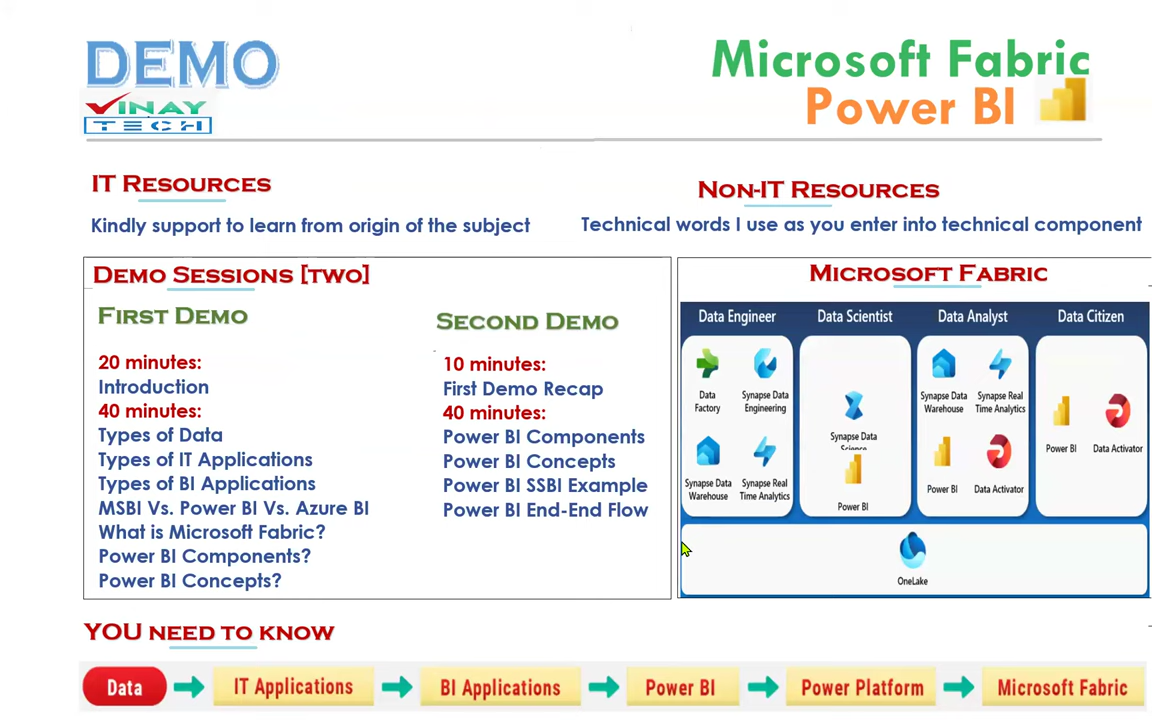 DEMO
VINAY
TECH
Microsoft Fabric
Power BI
IT Resources
Kindly support to learn from origin of the subject
Non-IT Resources
Technical words I use as you enter into technical component
Demo Sessions [two]
First Demo
20 minutes:
Introduction
40 minutes:
Types of Data
Types of IT Applications
Types of BI Applications
MSBI Vs. Power BI Vs. Azure BI
What is Microsoft Fabric?
Power BI Components?
Power BI Concepts?
Second Demo
10 minutes:
First Demo Recap
40 minutes:
Power BI Components
Power BI Concepts
Power BI SSBI Example
Power BI End-End Flow
Microsoft Fabric
Data Engineer
Data
Factory
Synapse Data
Engineering
Synapse Data
Warehouse
Synapse Real
Time Analytics
Data Scientist
Synapse Data
Science
Power BI
Data Analyst
Synapse Data
Warehouse
Synapse Real
Time Analytics
Power BI
Data Activator
Data Citizen
Power BI
Data Activator
OneLake
YOU need to know
Data
IT Applications
BI Applications
Power BI
Power Platform
Microsoft Fabric